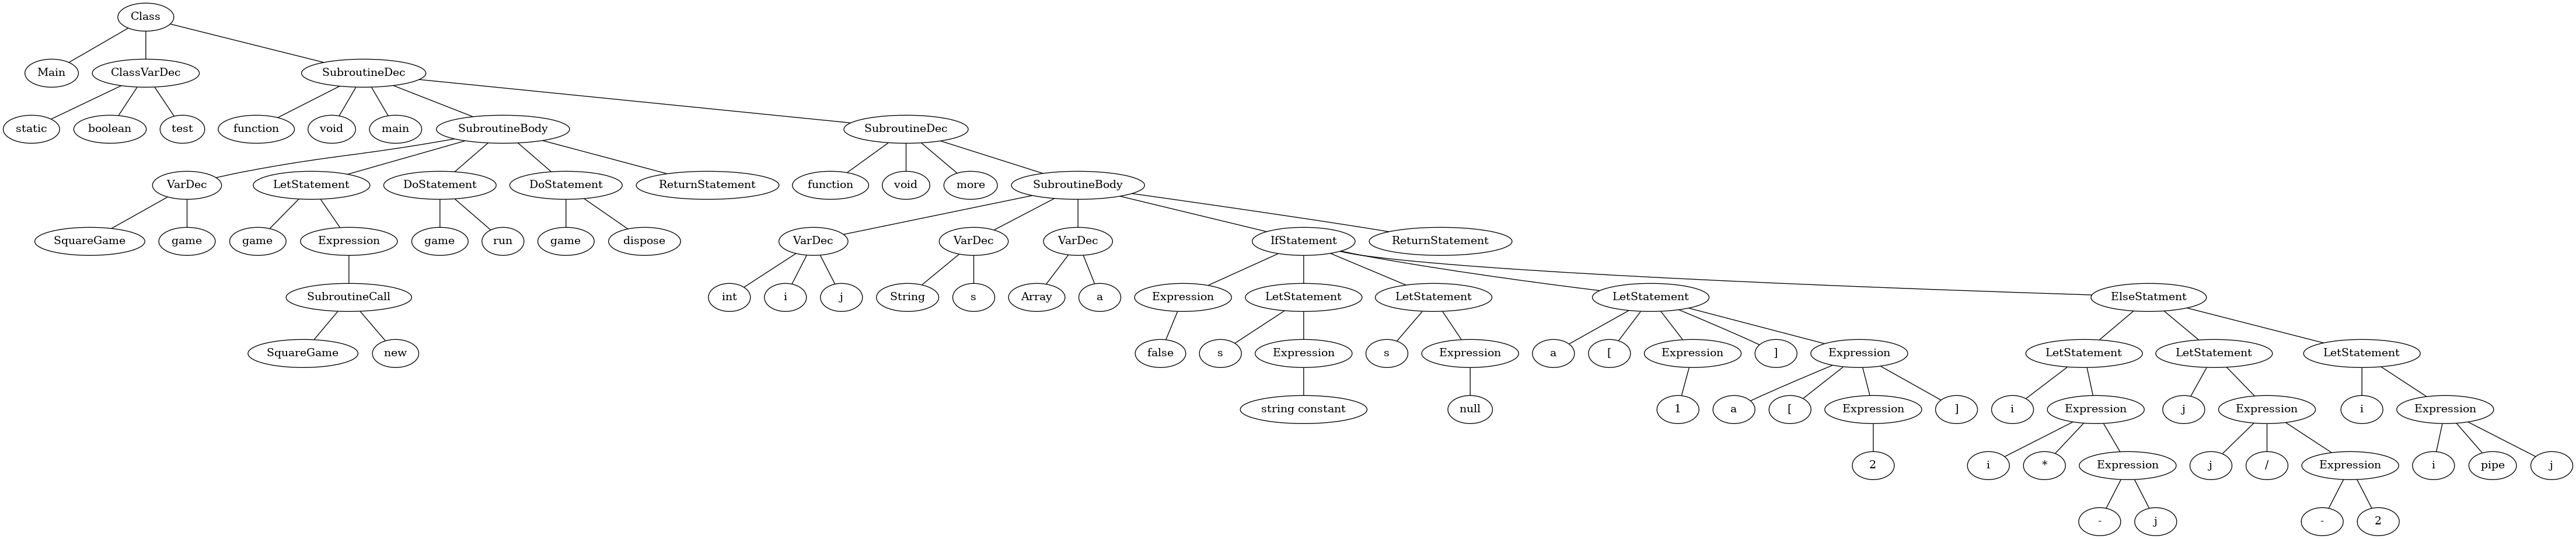 Class
Main ClassVarDec SubroutineDec
static boolean test function void main SubroutineBody SubroutineDec
VarDec LetStatement DoStatement DoStatement ReturnStatement function void more SubroutineBody
SquareGame game game Expression game run game dispose VarDec VarDec VarDec IfStatement ReturnStatement
SubroutineCall int i j String s Array a Expression LetStatement LetStatement LetStatement ElseStatment
SquareGame new false s Expression s Expression a [ Expression ] Expression LetStatement LetStatement LetStatement
string constant null 1 a [ Expression ] i Expression j Expression i Expression
2 i * Expression j / Expression i pipe j
- j - 2